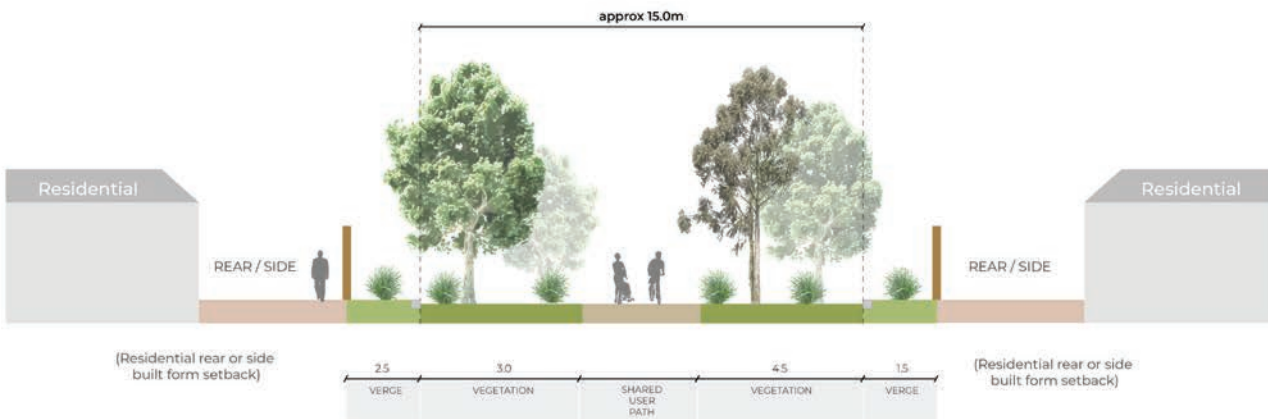 approx 15.0m
Residential
Residential
REAR / SIDE
REAR / SIDE
(Residential rear or side
built form setback)
2.5
3.0
4.5
1.5
VERGE
VEGETATION
SHARED
USER
PATH
VEGETATION
VERGE
(Residential rear or side
built form setback)